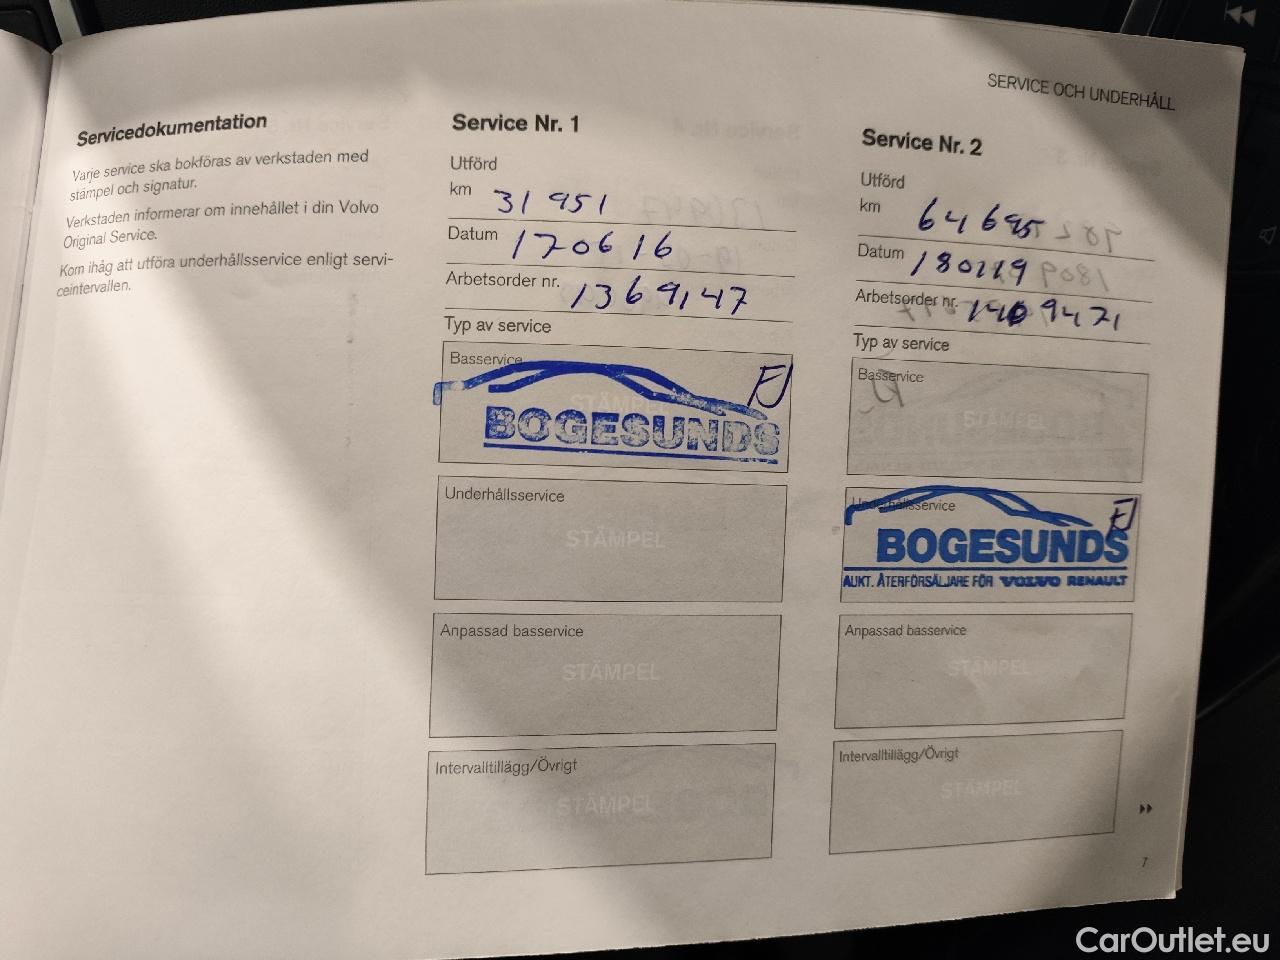 SERVICE OCH UNDERHÅLL
Servicedokumentation
Varje service ska bokföras av verkstaden med
stämpel och signatur.
Verkstaden informerar om innehållet i din Volvo
Original Service.
Kom ihåg att utföra underhållsservice enligt servi-
ceintervallen.
Service Nr. 1
Utförd
km 31 951
Datum 170616
Arbetsorder nr. 1369147
Typ av service
Basservice
STÄMPEL
BOGESUNDS
Underhållsservice
STÄMPEL
Anpassad basservice
STÄMPEL
Intervalltillägg/Övrigt
STÄMPEL
Service Nr. 2
Utförd
km 64 695
Datum 180119
Arbetsorder nr. 1409471
Typ av service
Basservice
STÄMPEL
Underhållsservice
BOGESUNDS
AUKT. ÅTERFÖRSÄLJARE FÖR VOLVO RENAULT
Anpassad basservice
STÄMPEL
Intervalltillägg/Övrigt
STÄMPEL
7
CarOutlet.eu